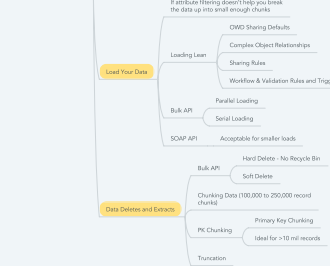 If attribute filtering doesn't help you break
the data up into small enough chunks
OWD Sharing Defaults
Complex Object Relationships
Loading Lean
Sharing Rules
Workflow & Validation Rules and
Load Your Data
Parallel Loading
Bulk API
Serial Loading
SOAP API
Acceptable for smaller loads
Hard Delete - No Recycle Bin
Bulk API
Soft Delete
Chunking Data (100,000 to 250,000 record
chunks)
Data Deletes and Extracts
Primary Key Chunking
PK Chunking
Ideal for >10 mil records
Truncation